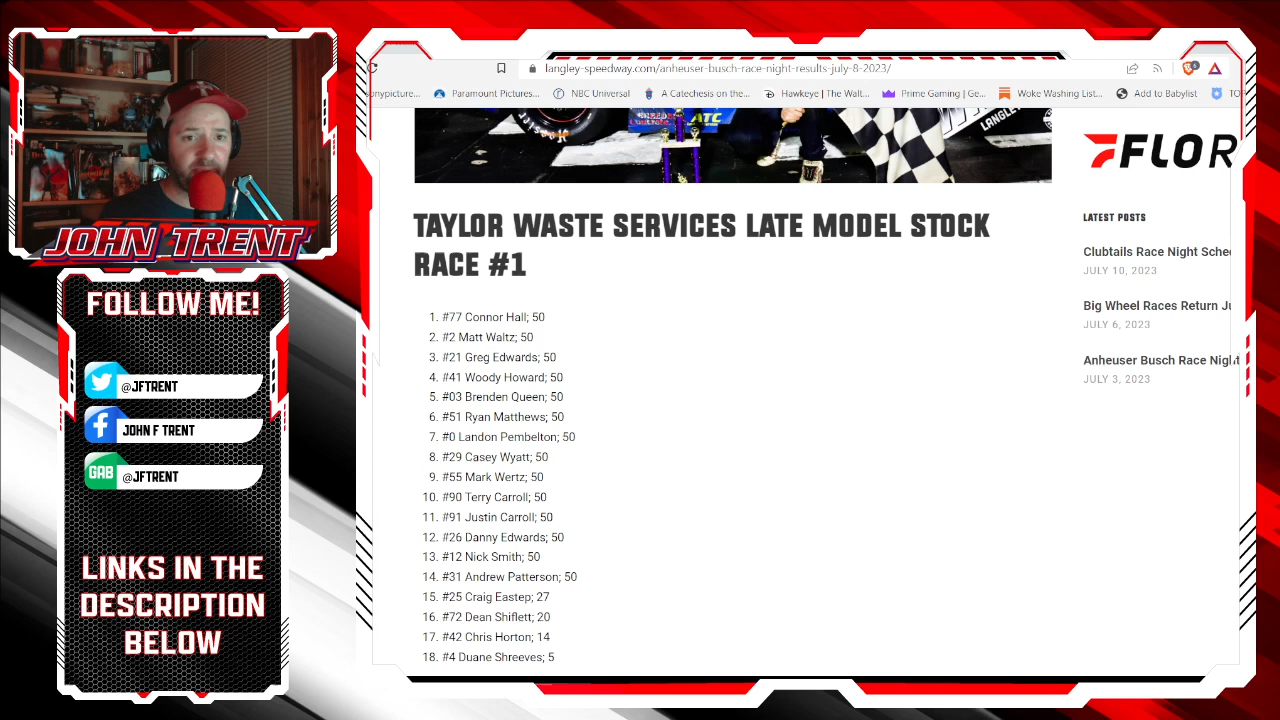 langley-speedway.com/anheuser-busch-race-night-results-july-8-2023/
onypicture... Paramount Pictures... NBC Universal A Catechesis on the... Hawkeye | The Walt... Prime Gaming | Ge... Woke Washing List... Add to Babylist
ATC
LANGL
FLOR
JOHN TRENT
FOLLOW ME!
@JFTRENT
JOHN F TRENT
GAB @JFTRENT
LINKS IN THE
DESCRIPTION
BELOW
TAYLOR WASTE SERVICES LATE MODEL STOCK
RACE #1
1. #77 Connor Hall; 50
2. #2 Matt Waltz; 50
3. #21 Greg Edwards; 50
4. #41 Woody Howard; 50
5. #03 Brenden Queen; 50
6. #51 Ryan Matthews; 50
7. #0 Landon Pembelton; 50
8. #29 Casey Wyatt; 50
9. #55 Mark Wertz; 50
10. #90 Terry Carroll; 50
11. #91 Justin Carroll; 50
12. #26 Danny Edwards; 50
13. #12 Nick Smith; 50
14. #31 Andrew Patterson; 50
15. #25 Craig Eastep; 27
16. #72 Dean Shiflett; 20
17. #42 Chris Horton; 14
18. #4 Duane Shreeves; 5
LATEST POSTS
Clubtails Race Night Sche
JULY 10, 2023
Big Wheel Races Return Ju
JULY 6, 2023
Anheuser Busch Race Night
JULY 3, 2023